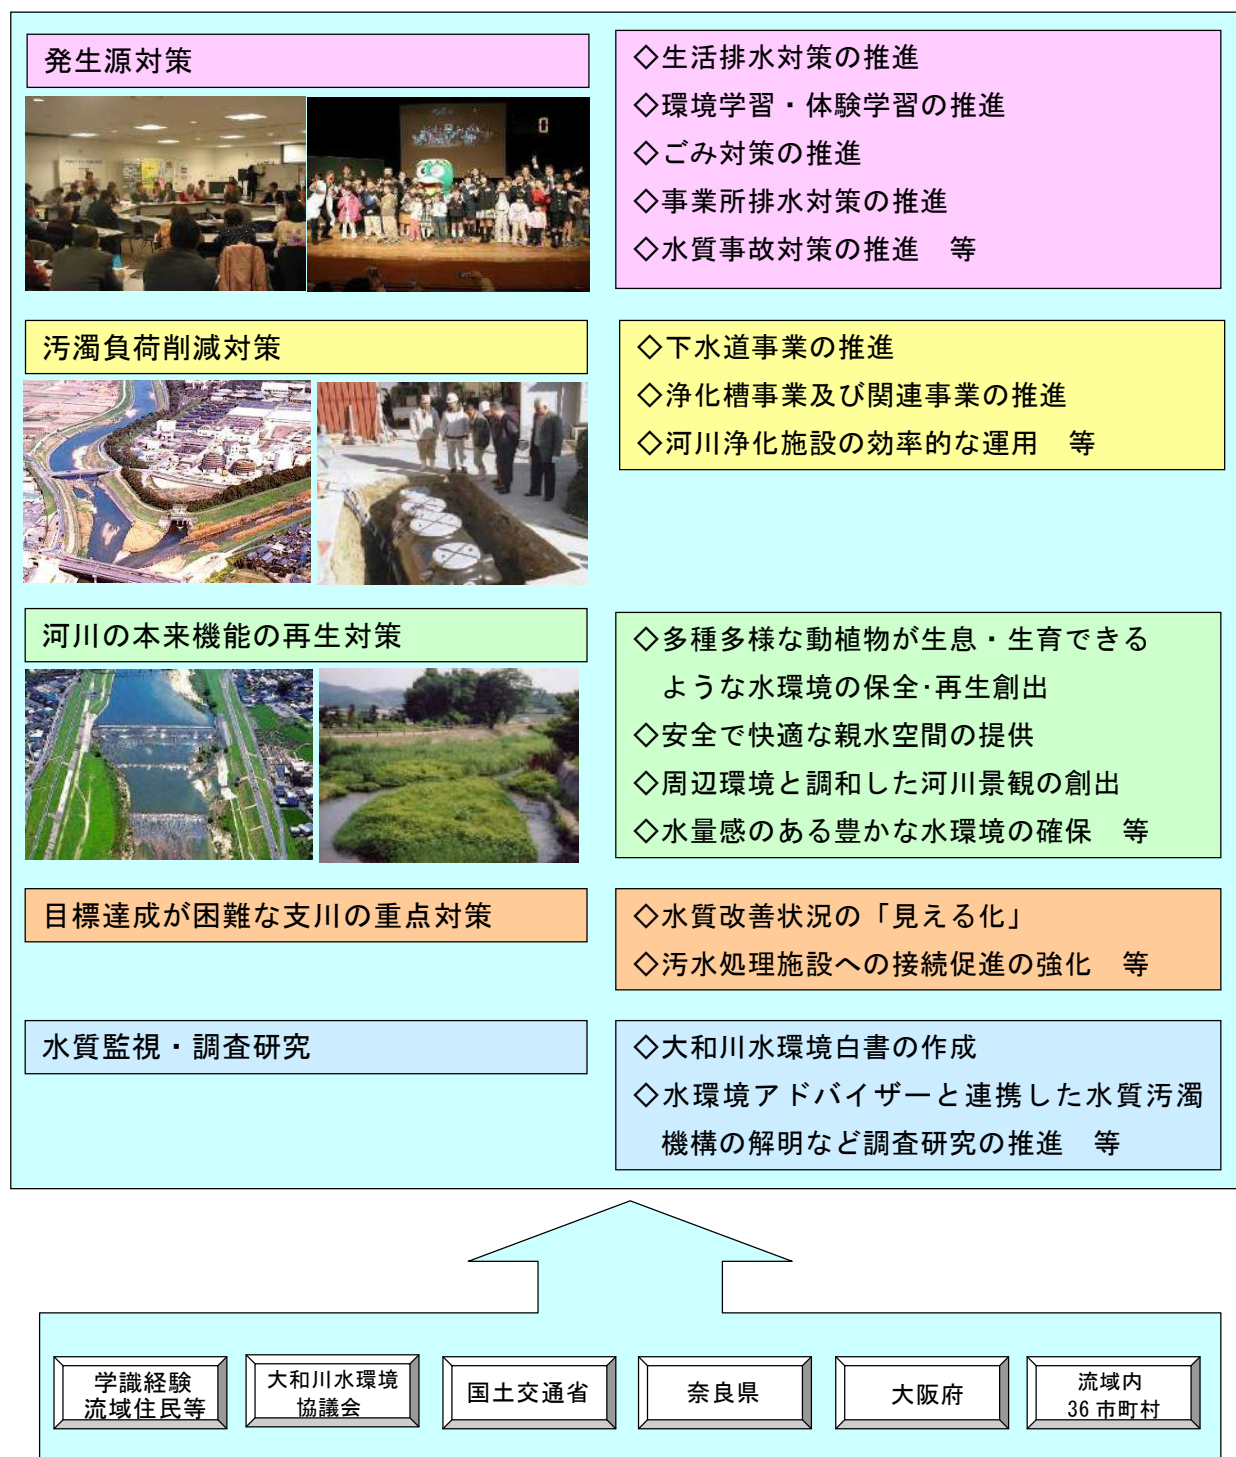 発生源対策
◇生活排水対策の推進
◇環境学習・体験学習の推進
◇ごみ対策の推進
◇事業所排水対策の推進
◇水質事故対策の推進　等
汚濁負荷削減対策
◇下水道事業の推進
◇浄化槽事業及び関連事業の推進
◇河川浄化施設の効率的な運用　等
河川の本来機能の再生対策
◇多種多様な動植物が生息・生育できる
ような水環境の保全･再生創出
◇安全で快適な親水空間の提供
◇周辺環境と調和した河川景観の創出
◇水量感のある豊かな水環境の確保　等
目標達成が困難な支川の重点対策
◇水質改善状況の「見える化」
◇汚水処理施設への接続促進の強化　等
水質監視・調査研究
◇大和川水環境白書の作成
◇水環境アドバイザーと連携した水質汚濁
機構の解明など調査研究の推進　等
学識経験
流域住民等
大和川水環境
協議会
国土交通省
奈良県
大阪府
流域内
36 市町村